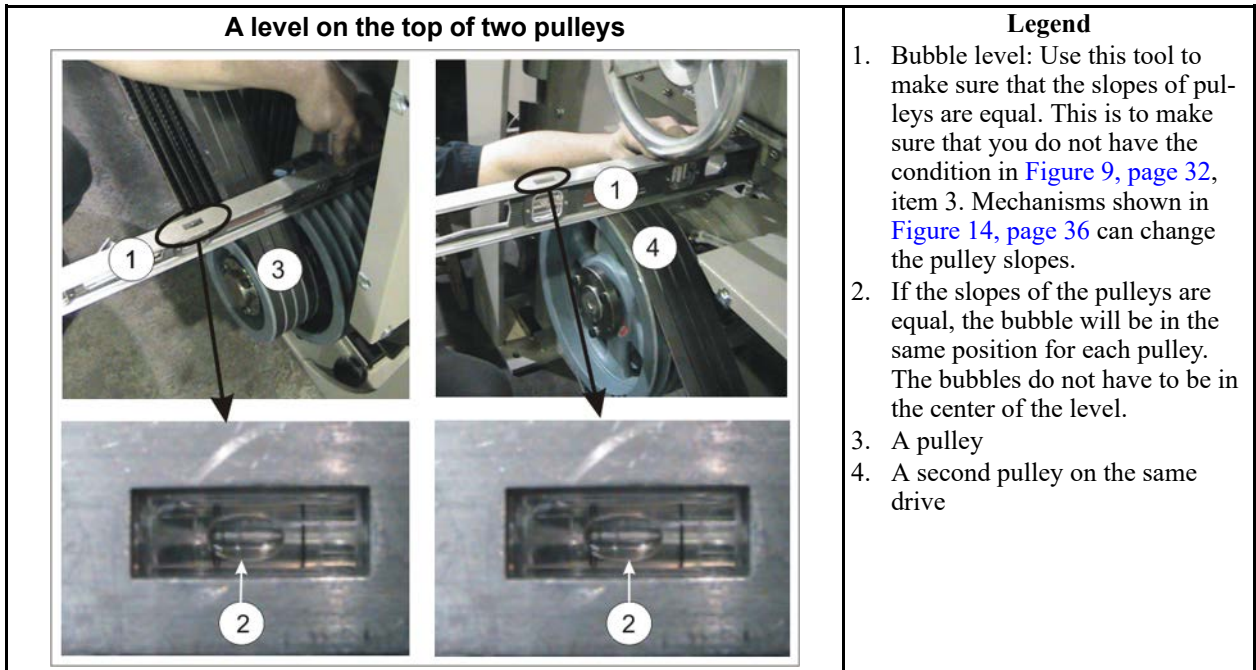 A level on the top of two pulleys
1
3
1
4
2
2
Legend
1. Bubble level: Use this tool to
make sure that the slopes of pul-
leys are equal. This is to make
sure that you do not have the
condition in Figure 9, page 32,
item 3. Mechanisms shown in
Figure 14, page 36 can change
the pulley slopes.
2. If the slopes of the pulleys are
equal, the bubble will be in the
same position for each pulley.
The bubbles do not have to be in
the center of the level.
3. A pulley
4. A second pulley on the same
drive